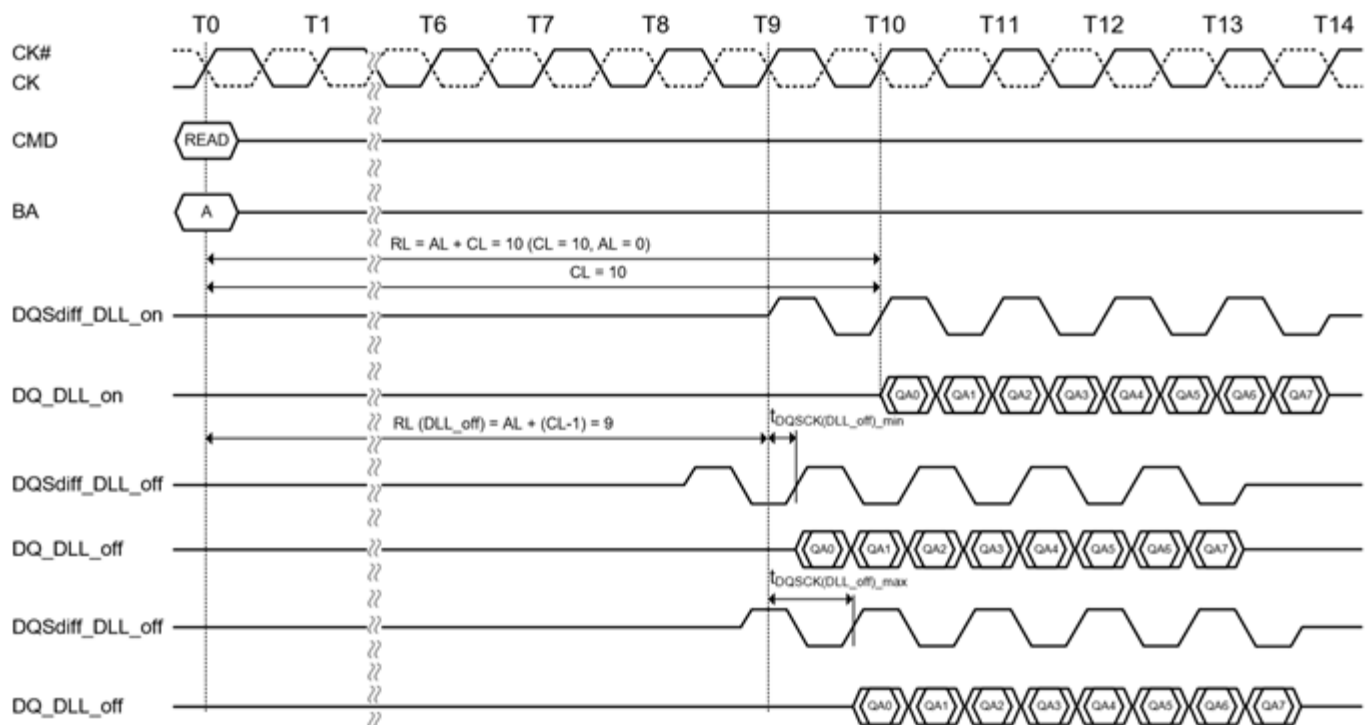 T0 T1 T6 T7 T8 T9 T10 T11 T12 T13 T14
CK#
CK
CMD READ
BA A
RL = AL + CL = 10 (CL = 10, AL = 0)
CL = 10
DQSdiff_DLL_on
DQ_DLL_on QA0 QA1 QA2 QA3 QA4 QA5 QA6 QA7
RL (DLL_off) = AL + (CL-1) = 9 tDQSCK(DLL_off)_min
DQSdiff_DLL_off
DQ_DLL_off QA0 QA1 QA2 QA3 QA4 QA5 QA6 QA7
tDQSCK(DLL_off)_max
DQSdiff_DLL_off
DQ_DLL_off QA0 QA1 QA2 QA3 QA4 QA5 QA6 QA7